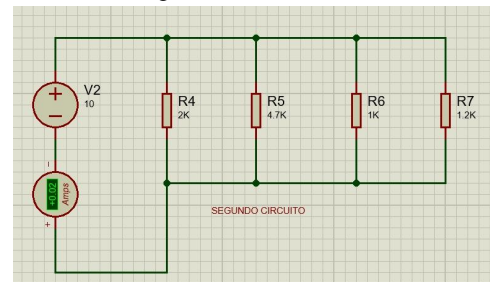 V2
10
R4
2K
R5
4.7K
R6
1K
R7
1.2K
+0.02
Amps
SEGUNDO CIRCUITO